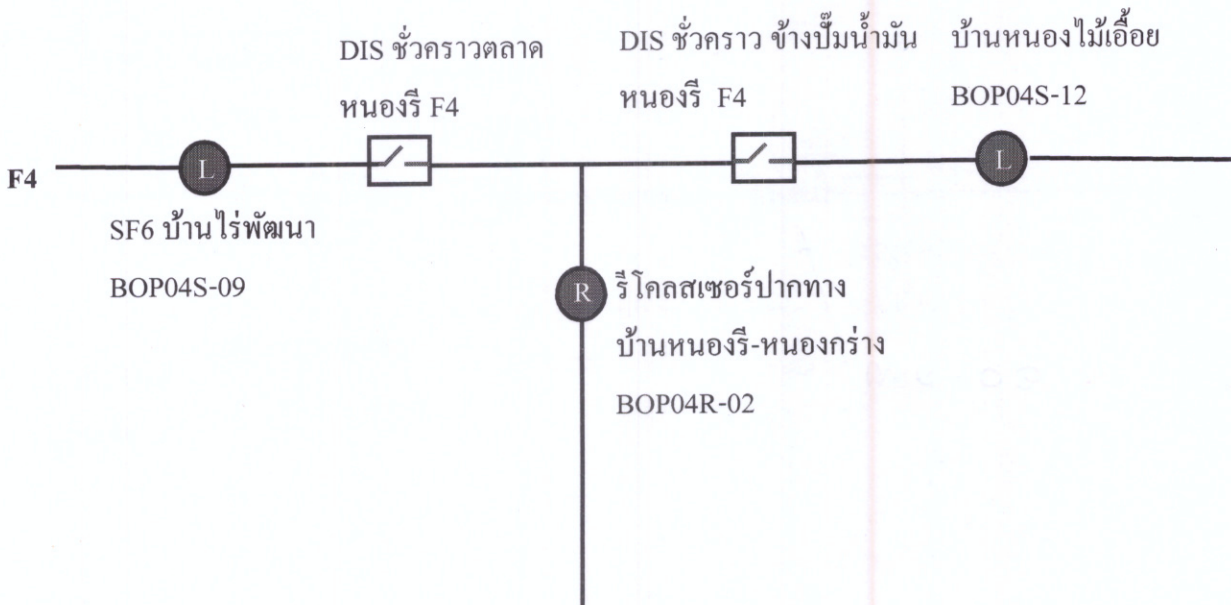 DIS ชั่วคราวตลาด
หนองรี F4
DIS ชั่วคราว ข้างปั๊มน้ำมัน
หนองรี F4
บ้านหนองไม้เอื้อย
BOP04S-12
F4
L
L
SF6 บ้านไร่พัฒนา
BOP04S-09
R
รีโคลสเซอร์ปากทาง
บ้านหนองรี-หนองกร่าง
BOP04R-02